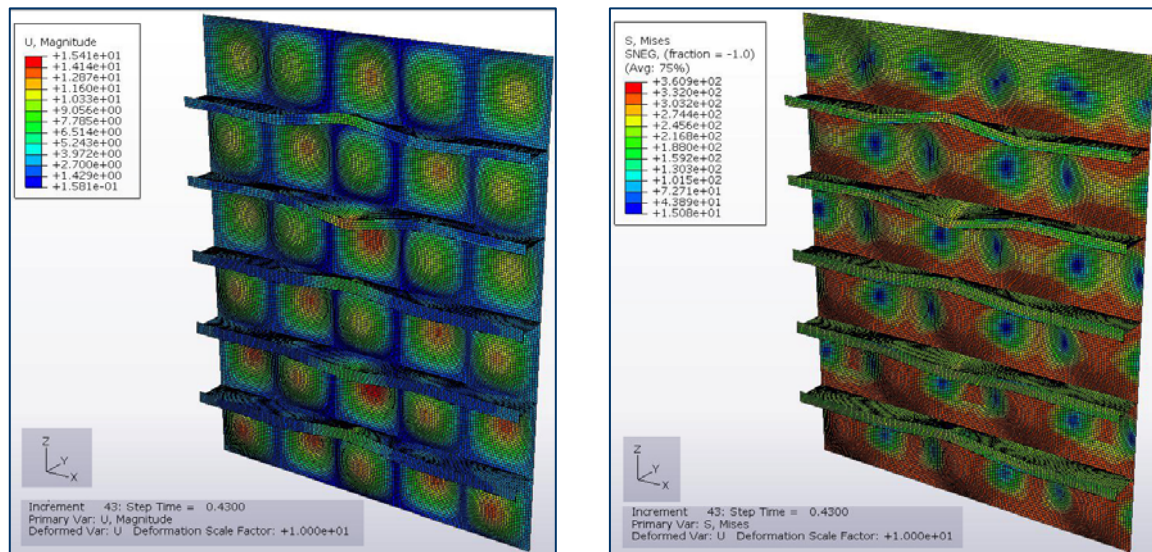 U, Magnitude
+1.541e+01
+1.414e+01
+1.287e+01
+1.160e+01
+1.033e+01
+9.056e+00
+7.785e+00
+6.514e+00
+5.243e+00
+3.972e+00
+2.700e+00
+1.429e+00
+1.581e-01
Z
Y
X
Increment 43: Step Time = 0.4300
Primary Var: U, Magnitude
Deformed Var: U Deformation Scale Factor: +1.000e+01
S, Mises
SNEG, (fraction = -1.0)
(Avg: 75%)
+3.609e+02
+3.320e+02
+3.032e+02
+2.744e+02
+2.456e+02
+2.168e+02
+1.880e+02
+1.592e+02
+1.303e+02
+1.015e+02
+7.271e+01
+4.389e+01
+1.508e+01
Z
Y
X
Increment 43: Step Time = 0.4300
Primary Var: S, Mises
Deformed Var: U Deformation Scale Factor: +1.000e+01